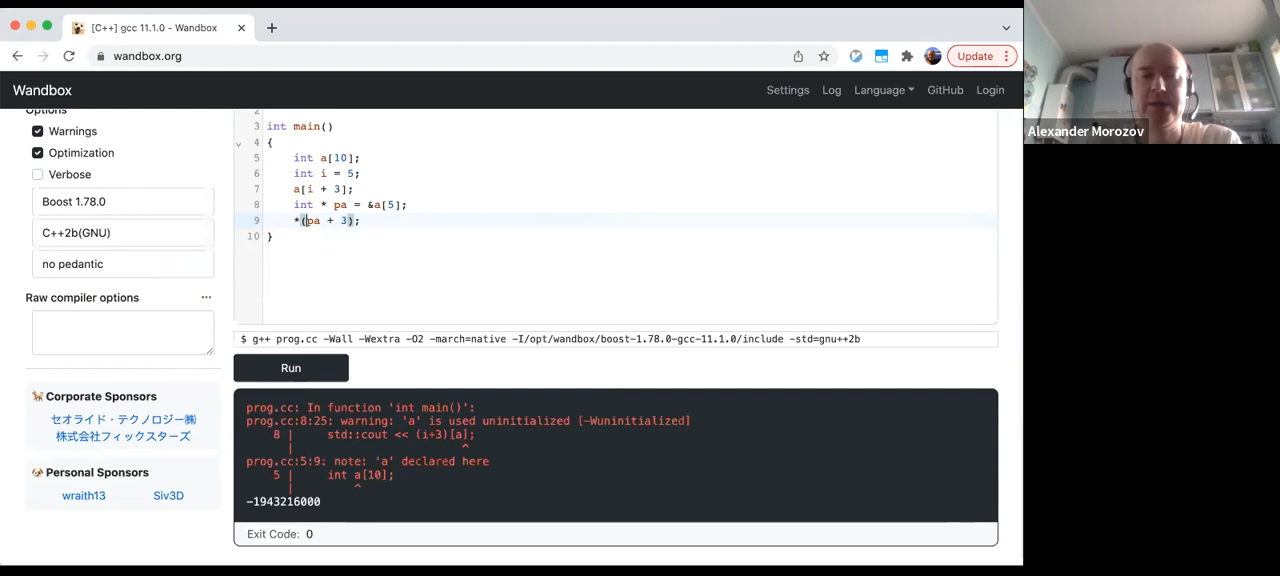 [C++] gcc 11.1.0 - Wandbox
wandbox.org
Update
Wandbox
Settings Log Language GitHub Login
Options
Warnings
Optimization
Verbose
Boost 1.78.0
C++2b(GNU)
no pedantic
Raw compiler options
...
Corporate Sponsors
セオライド・テクノロジー㈱
株式会社フィックスターズ
Personal Sponsors
wraith13 Siv3D
2
3 int main()
4 {
5 int a[10];
6 int i = 5;
7 a[i + 3];
8 int * pa = &a[5];
9 *(pa + 3);
10 }
$ g++ prog.cc -Wall -Wextra -O2 -march=native -I/opt/wandbox/boost-1.78.0-gcc-11.1.0/include -std=gnu++2b
Run
prog.cc: In function 'int main()':
prog.cc:8:25: warning: 'a' is used uninitialized [-Wuninitialized]
8 | std::cout << (i+3)[a];
| ^
prog.cc:5:9: note: 'a' declared here
5 | int a[10];
| ^
-1943216000
Exit Code: 0
Alexander Morozov